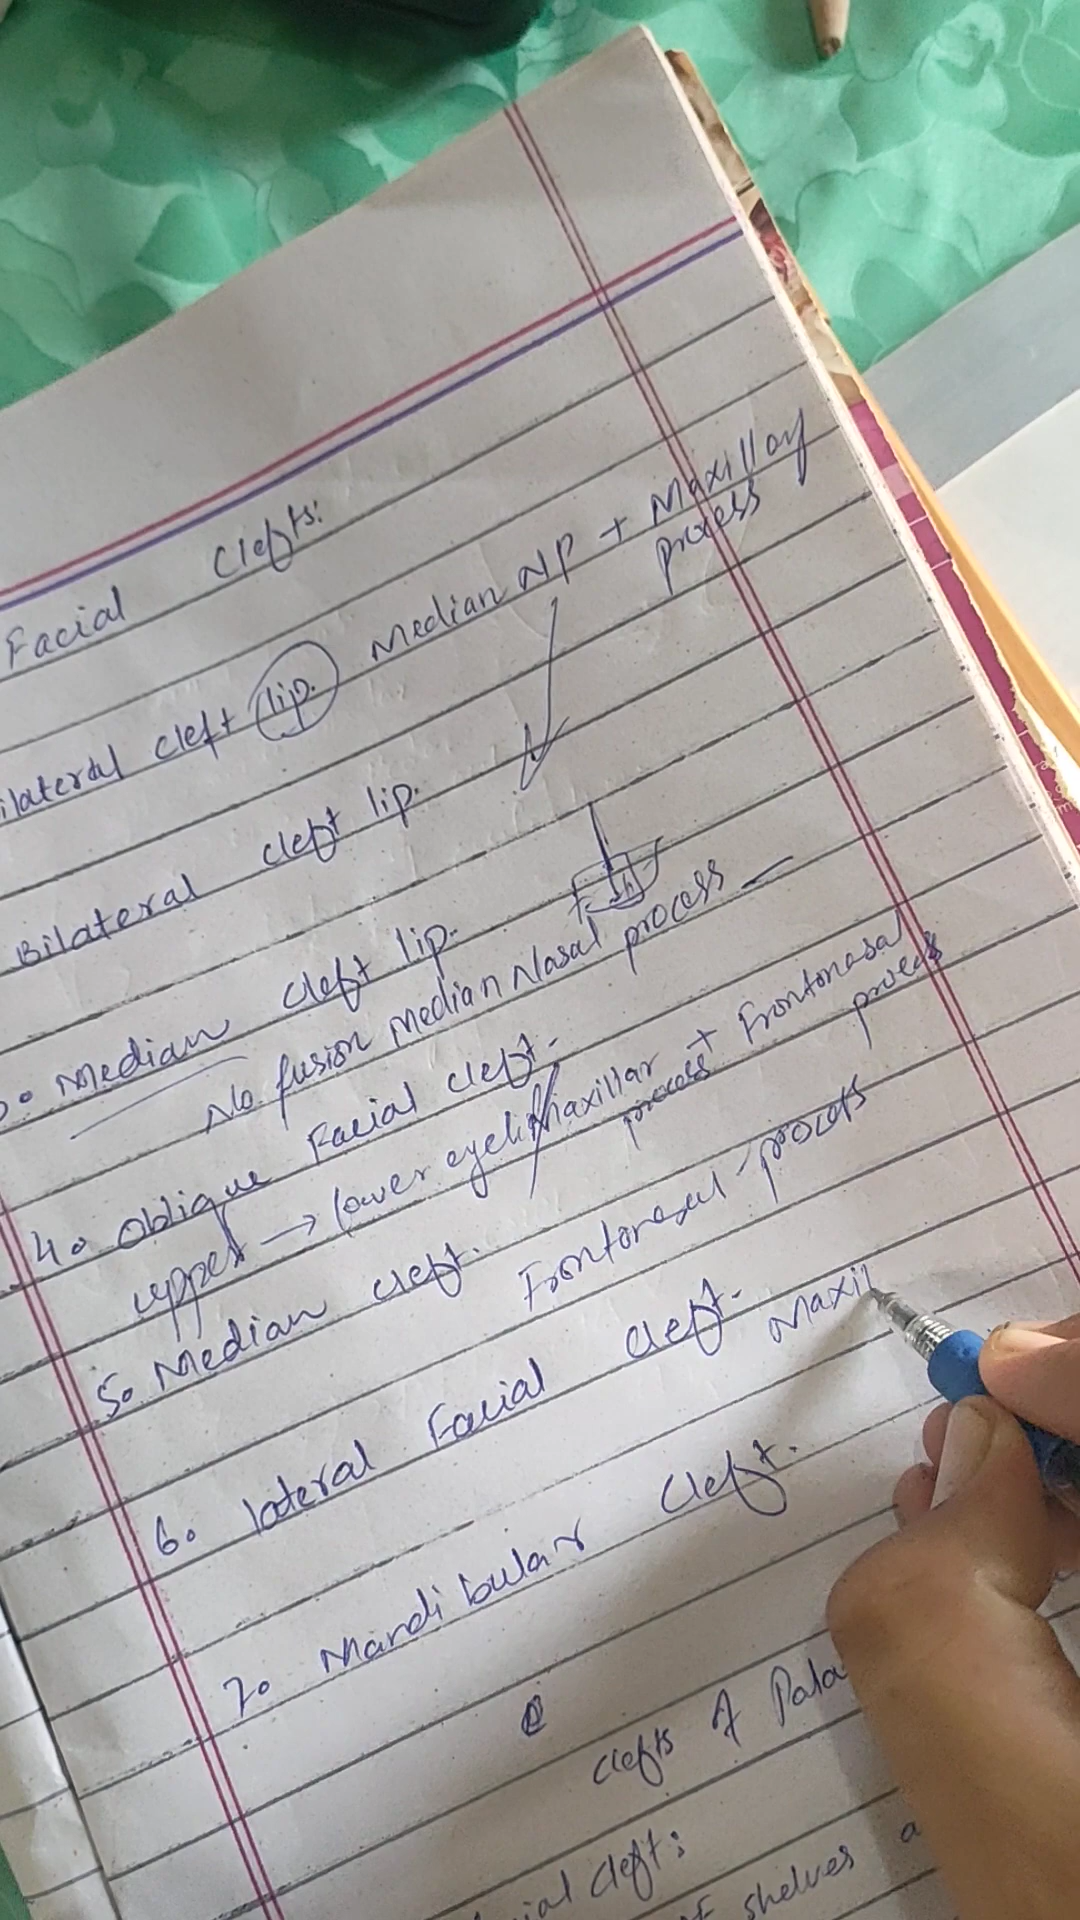 Facial Clefts:
ilateral cleft lip. Median NP + Maxillary
process
Bilateral cleft lip.
Median cleft lip.
No fusion Median Nasal process —
4. Oblique Facial cleft.
upper → lower eyelid Maxillar process + Frontonasal
process
5. Median cleft. Frontonasal process
6. lateral Facial cleft. Maxil
7. Mandibular cleft.
Clefts of Pala
ial cleft:
of shelves a